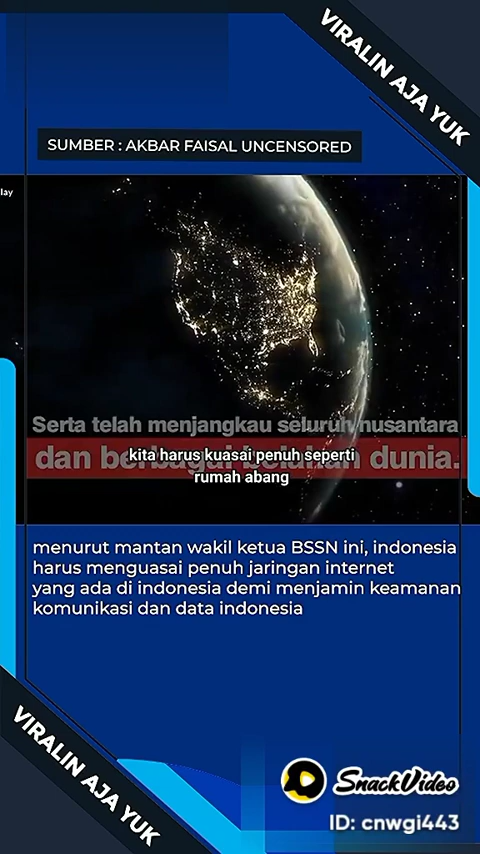 VIRALIN AJA YUK
SUMBER : AKBAR FAISAL UNCENSORED
lay
Serta telah menjangkau seluruh nusantara
dan berbagai belahan dunia.
kita harus kuasai penuh seperti
rumah abang
menurut mantan wakil ketua BSSN ini, indonesia
harus menguasai penuh jaringan internet
yang ada di indonesia demi menjamin keamanan
komunikasi dan data indonesia
VIRALIN AJA YUK
SnackVideo
ID: cnwgi443